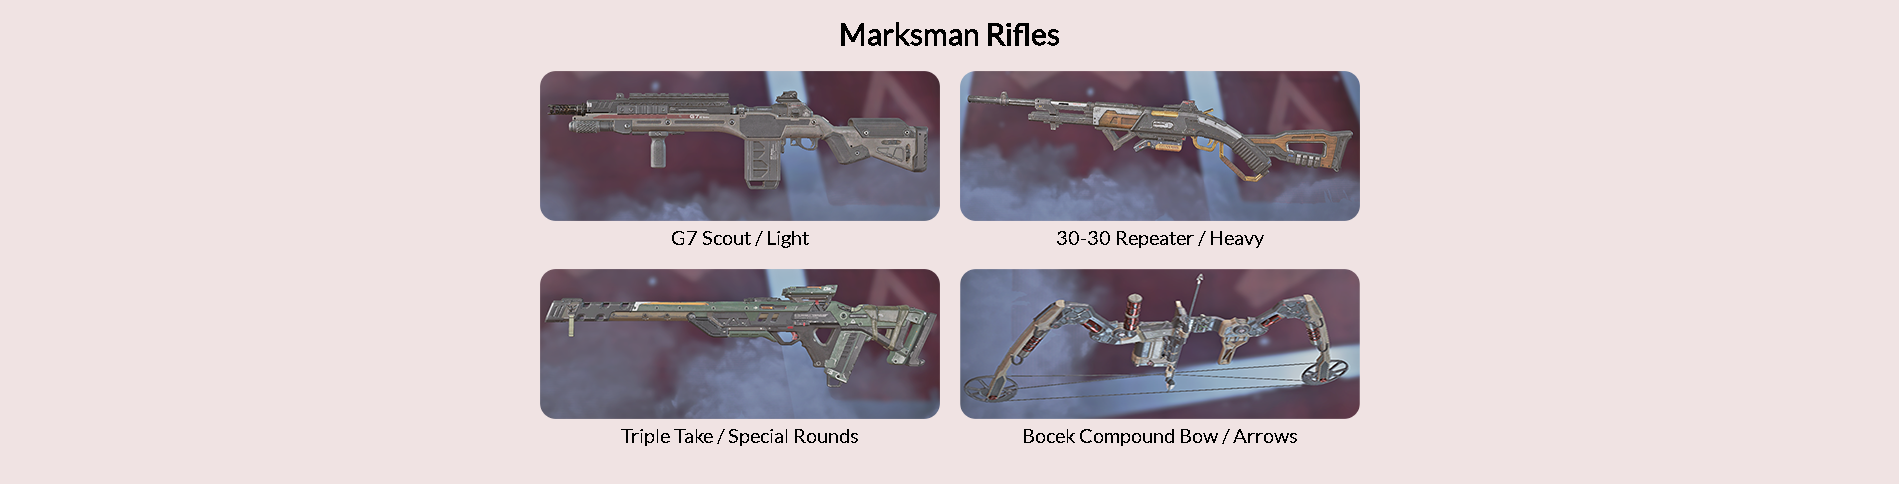 Marksman Rifles
G7 Scout / Light
30-30 Repeater / Heavy
Triple Take / Special Rounds
Bocek Compound Bow / Arrows